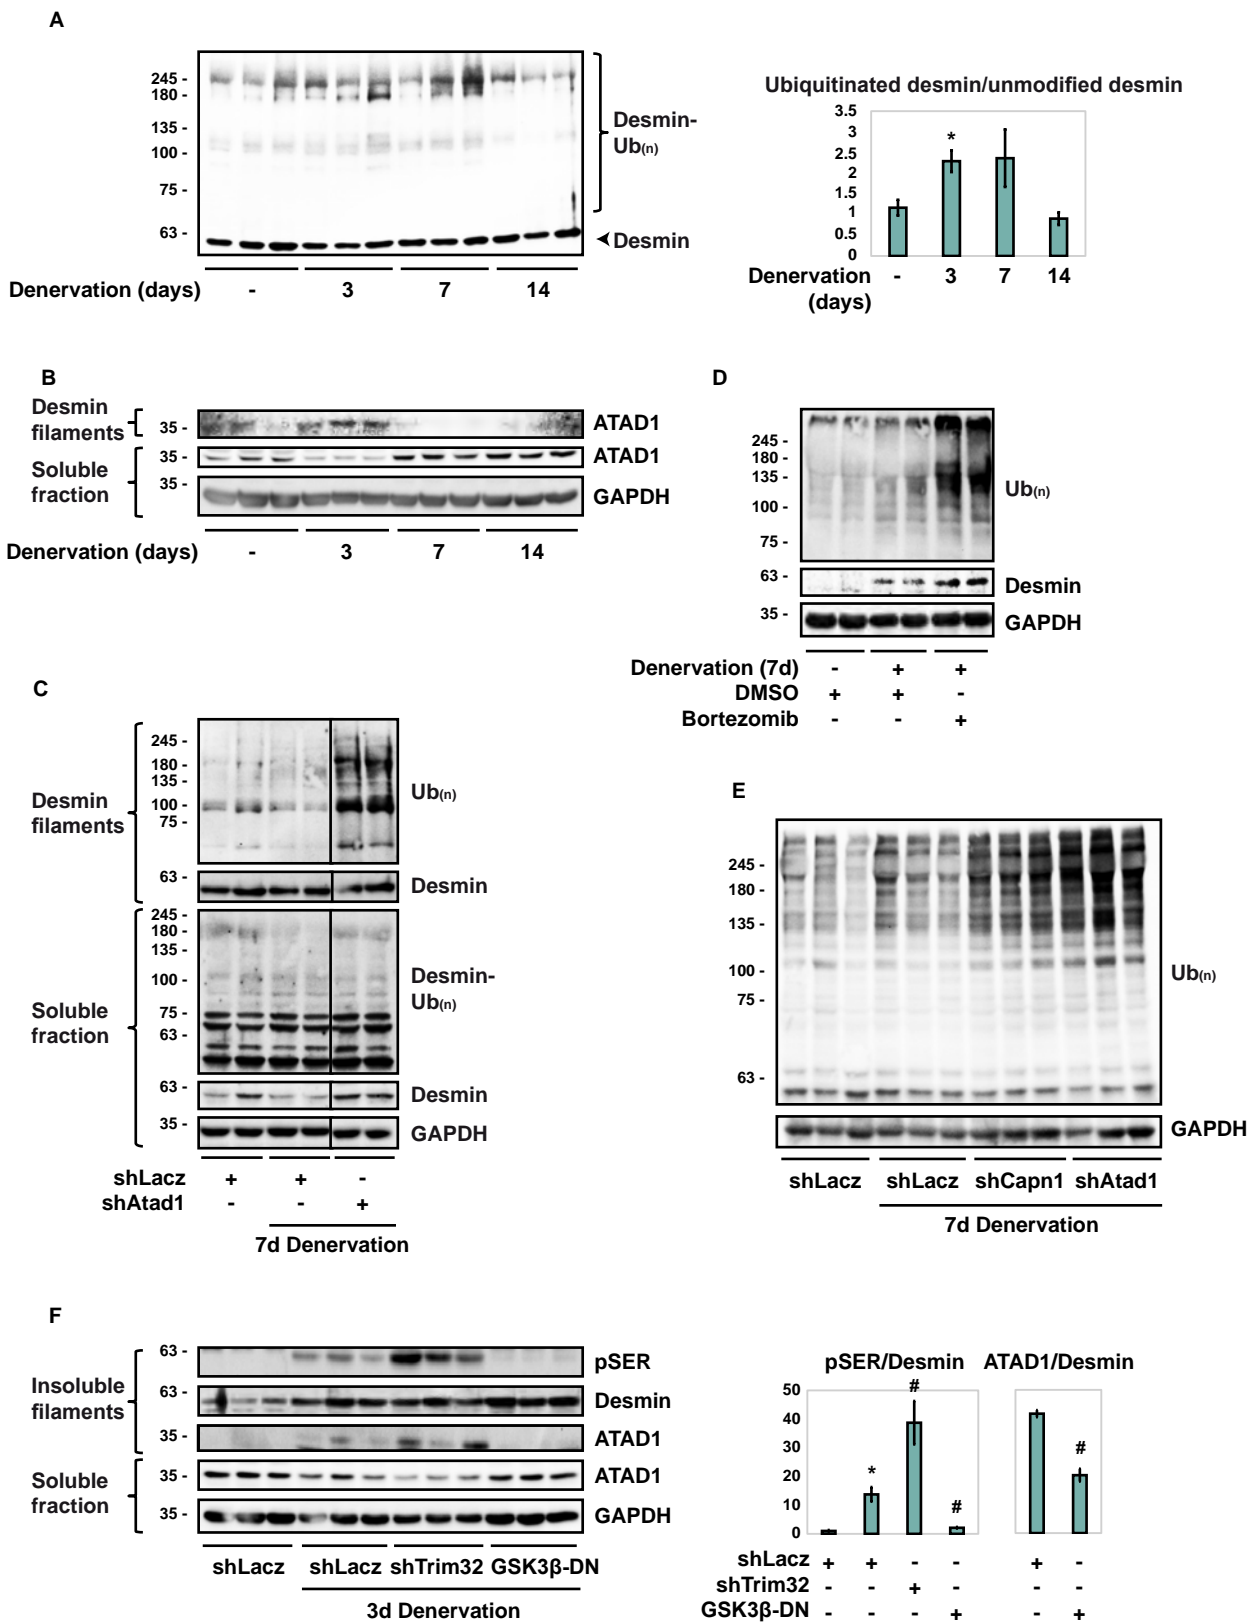 A
245 -
180 -
135 -
100 -
75 -
63 -
Desmin-
Ub(n)
Desmin
Denervation (days)
- 3 7 14
Ubiquitinated desmin/unmodified desmin
3.5
3
2.5
2
1.5
1
0.5
0
*
Denervation
(days)
- 3 7 14
B
Desmin
filaments
35 -
ATAD1
Soluble
fraction
35 -
ATAD1
35 -
GAPDH
Denervation (days)
- 3 7 14
D
245 -
180 -
135 -
100 -
75 -
Ub(n)
63 -
Desmin
35 -
GAPDH
Denervation (7d) - + +
DMSO + + -
Bortezomib - - +
C
Desmin
filaments
245 -
180 -
135 -
100 -
75 -
Ub(n)
63 -
Desmin
Soluble
fraction
245 -
180 -
135 -
100 -
75 -
63 -
Desmin-
Ub(n)
63 -
Desmin
35 -
GAPDH
shLacz + + -
shAtad1 - - +
7d Denervation
E
245 -
180 -
135 -
100 -
75 -
63 -
Ub(n)
GAPDH
shLacz shLacz shCapn1 shAtad1
7d Denervation
F
Insoluble
filaments
63 -
pSER
63 -
Desmin
35 -
ATAD1
Soluble
fraction
35 -
ATAD1
35 -
GAPDH
shLacz shLacz shTrim32 GSK3β-DN
3d Denervation
pSER/Desmin
ATAD1/Desmin
50
40
30
20
10
0
* # # #
shLacz + + - - + -
shTrim32 - - + - - -
GSK3β-DN - - - + - +